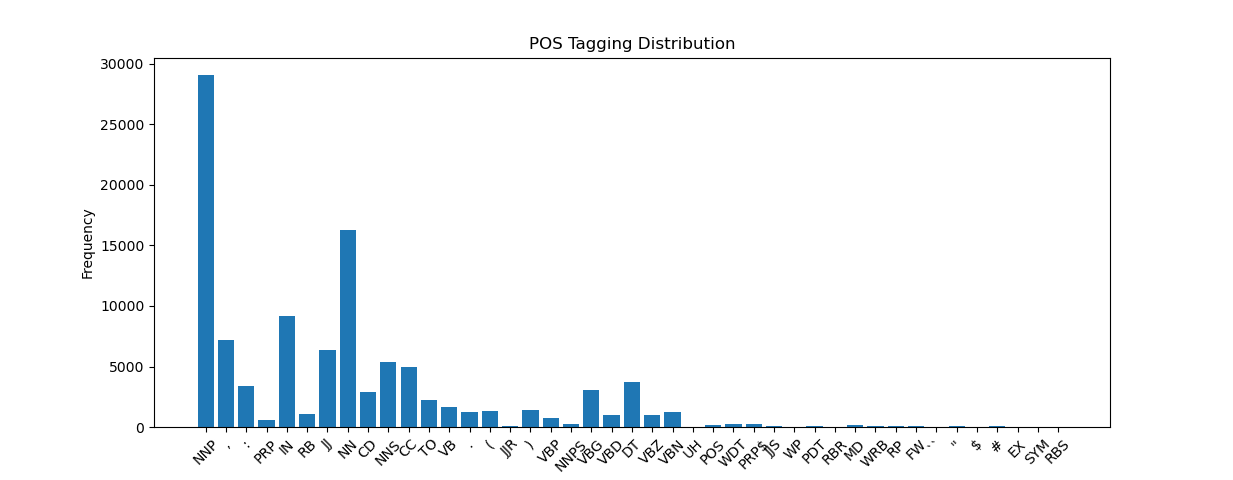 POS Tagging Distribution
30000
25000
20000
15000
10000
5000
0
Frequency
NNP , : PRP IN RB JJ NN CD NNS CC TO VB . ( JJR ) VBP NNPS VBG VBD DT VBZ VBN UH POS WDT PRP$ JJS WP PDT RBR MD WRB RP FW `` '' $ # EX SYM RBS